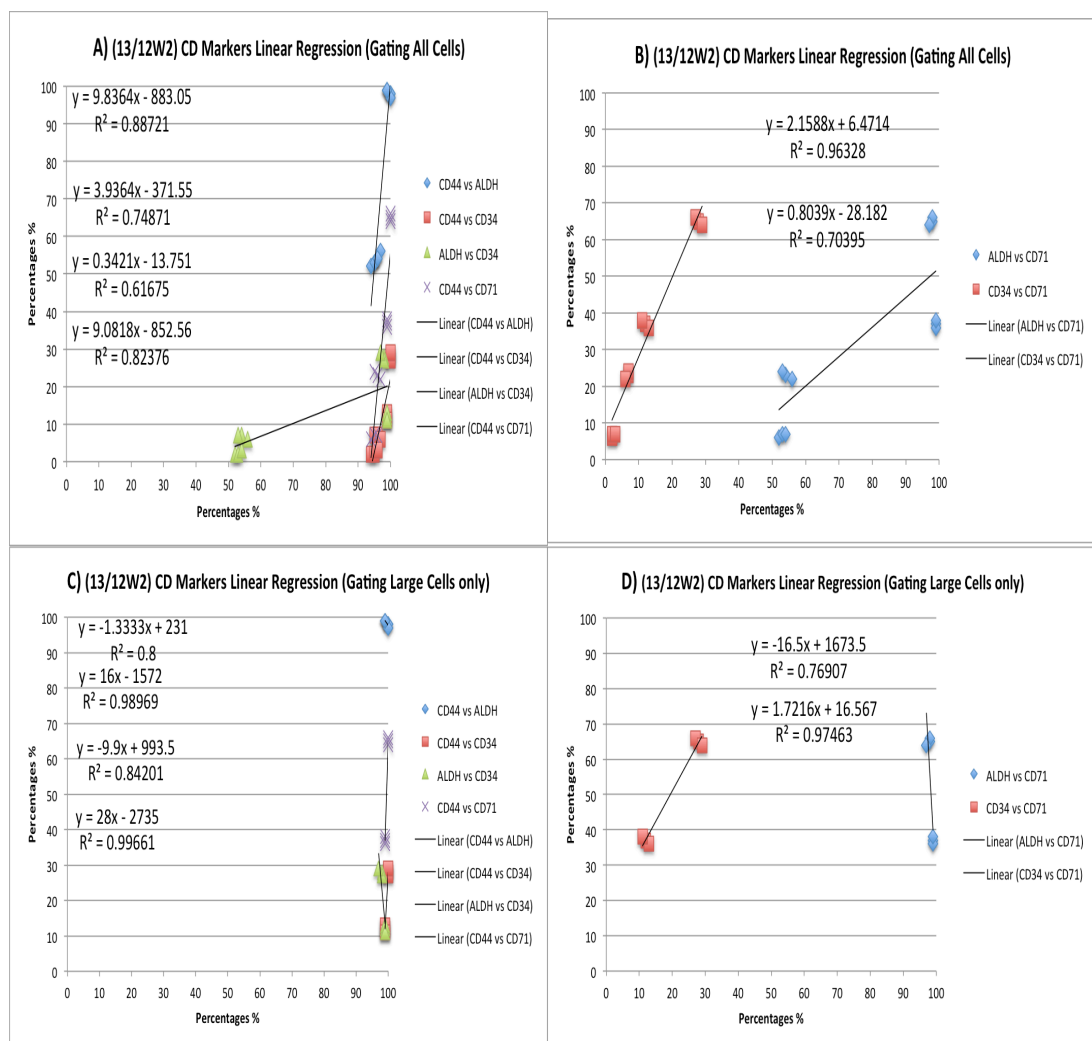 A) (13/12W2) CD Markers Linear Regression (Gating All Cells)
Percentages %
100
90
80
70
60
50
40
30
20
10
0
y = 9.8364x - 883.05
R² = 0.88721
y = 3.9364x - 371.55
R² = 0.74871
y = 0.3421x - 13.751
R² = 0.61675
y = 9.0818x - 852.56
R² = 0.82376
0 10 20 30 40 50 60 70 80 90 100
Percentages %
CD44 vs ALDH
CD44 vs CD34
ALDH vs CD34
CD44 vs CD71
Linear (CD44 vs ALDH)
Linear (CD44 vs CD34)
Linear (ALDH vs CD34)
Linear (CD44 vs CD71)
B) (13/12W2) CD Markers Linear Regression (Gating All Cells)
Percentages %
100
90
80
70
60
50
40
30
20
10
0
y = 2.1588x + 6.4714
R² = 0.96328
y = 0.8039x - 28.182
R² = 0.70395
0 10 20 30 40 50 60 70 80 90 100
Percentages %
ALDH vs CD71
CD34 vs CD71
Linear (ALDH vs CD71)
Linear (CD34 vs CD71)
C) (13/12W2) CD Markers Linear Regression (Gating Large Cells only)
Percentages %
100
90
80
70
60
50
40
30
20
10
0
y = -1.3333x + 231
R² = 0.8
y = 16x - 1572
R² = 0.98969
y = -9.9x + 993.5
R² = 0.84201
y = 28x - 2735
R² = 0.99661
0 10 20 30 40 50 60 70 80 90 100
Percentages %
CD44 vs ALDH
CD44 vs CD34
ALDH vs CD34
CD44 vs CD71
Linear (CD44 vs ALDH)
Linear (CD44 vs CD34)
Linear (ALDH vs CD34)
Linear (CD44 vs CD71)
D) (13/12W2) CD Markers Linear Regression (Gating Large Cells only)
Percentages %
100
90
80
70
60
50
40
30
20
10
0
y = -16.5x + 1673.5
R² = 0.76907
y = 1.7216x + 16.567
R² = 0.97463
0 10 20 30 40 50 60 70 80 90 100
Percentages %
ALDH vs CD71
CD34 vs CD71
Linear (ALDH vs CD71)
Linear (CD34 vs CD71)